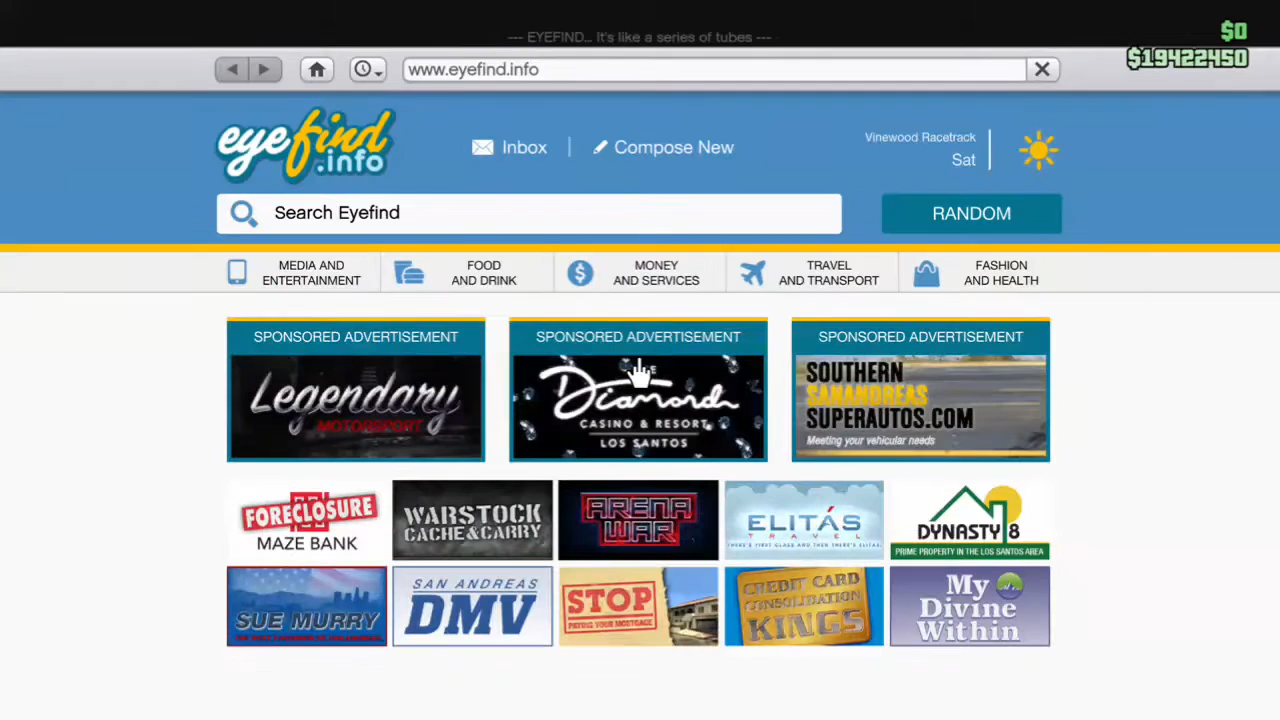 --- EYEFIND... It's like a series of tubes ---
$0
$19422450
www.eyefind.info
eyefind
.info
Inbox
Compose New
Vinewood Racetrack
Sat
Search Eyefind
RANDOM
MEDIA AND
ENTERTAINMENT
FOOD
AND DRINK
MONEY
AND SERVICES
TRAVEL
AND TRANSPORT
FASHION
AND HEALTH
SPONSORED ADVERTISEMENT
Legendary
MOTORSPORT
SPONSORED ADVERTISEMENT
Diamond
CASINO & RESORT
LOS SANTOS
SPONSORED ADVERTISEMENT
SOUTHERN
SANANDREAS
SUPERAUTOS.COM
Meeting your vehicular needs
FORECLOSURE
MAZE BANK
WARSTOCK
CACHE & CARRY
ARENA
WAR
ELITÁS
TRAVEL
THERE'S FIRST CLASS AND THEN THERE'S ELITÁS
DYNASTY 8
PRIME PROPERTY IN THE LOS SANTOS AREA
SUE MURRY
SAN ANDREAS
DMV
STOP
PAYING YOUR MORTGAGE
CREDIT CARD
CONSOLIDATION
KINGS
My
Divine
Within